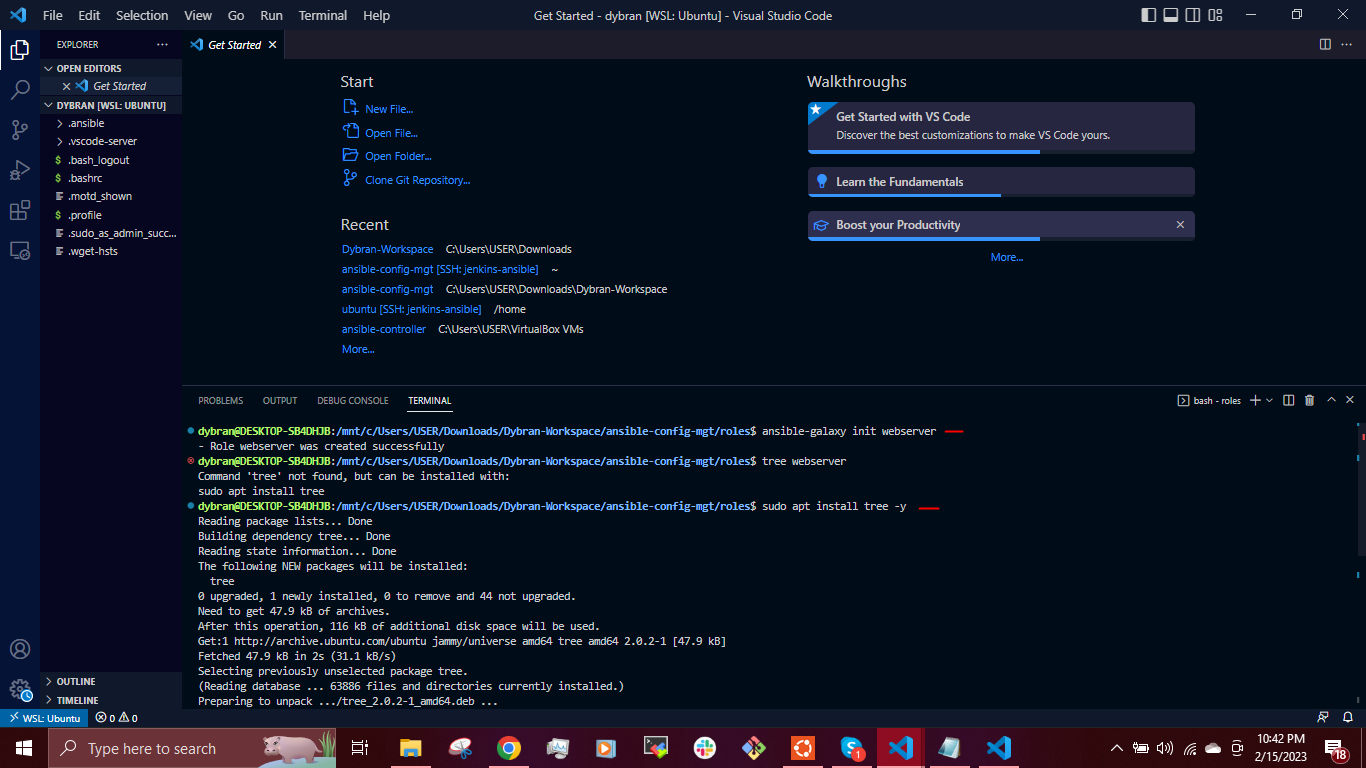 File Edit Selection View Go Run Terminal Help
Get Started - dybran [WSL: Ubuntu] - Visual Studio Code
EXPLORER
OPEN EDITORS
Get Started
DYBRAN [WSL: UBUNTU]
.ansible
.vscode-server
$ .bash_logout
$ .bashrc
.motd_shown
$ .profile
.sudo_as_admin_succ...
.wget-hsts
OUTLINE
TIMELINE
Get Started
Start
New File...
Open File...
Open Folder...
Clone Git Repository...
Recent
Dybran-Workspace C:\Users\USER\Downloads
ansible-config-mgt [SSH: jenkins-ansible] ~
ansible-config-mgt C:\Users\USER\Downloads\Dybran-Workspace
ubuntu [SSH: jenkins-ansible] /home
ansible-controller C:\Users\USER\VirtualBox VMs
More...
Walkthroughs
Get Started with VS Code
Discover the best customizations to make VS Code yours.
Learn the Fundamentals
Boost your Productivity
More...
PROBLEMS OUTPUT DEBUG CONSOLE TERMINAL
bash - roles
dybran@DESKTOP-SB4DHJB:/mnt/c/Users/USER/Downloads/Dybran-Workspace/ansible-config-mgt/roles$ ansible-galaxy init webserver
- Role webserver was created successfully
dybran@DESKTOP-SB4DHJB:/mnt/c/Users/USER/Downloads/Dybran-Workspace/ansible-config-mgt/roles$ tree webserver
Command 'tree' not found, but can be installed with:
sudo apt install tree
dybran@DESKTOP-SB4DHJB:/mnt/c/Users/USER/Downloads/Dybran-Workspace/ansible-config-mgt/roles$ sudo apt install tree -y
Reading package lists... Done
Building dependency tree... Done
Reading state information... Done
The following NEW packages will be installed:
tree
0 upgraded, 1 newly installed, 0 to remove and 44 not upgraded.
Need to get 47.9 kB of archives.
After this operation, 116 kB of additional disk space will be used.
Get:1 http://archive.ubuntu.com/ubuntu jammy/universe amd64 tree amd64 2.0.2-1 [47.9 kB]
Fetched 47.9 kB in 2s (31.1 kB/s)
Selecting previously unselected package tree.
(Reading database ... 63886 files and directories currently installed.)
Preparing to unpack .../tree_2.0.2-1_amd64.deb ...
WSL: Ubuntu 0 0
Type here to search
1
10:42 PM
2/15/2023
18